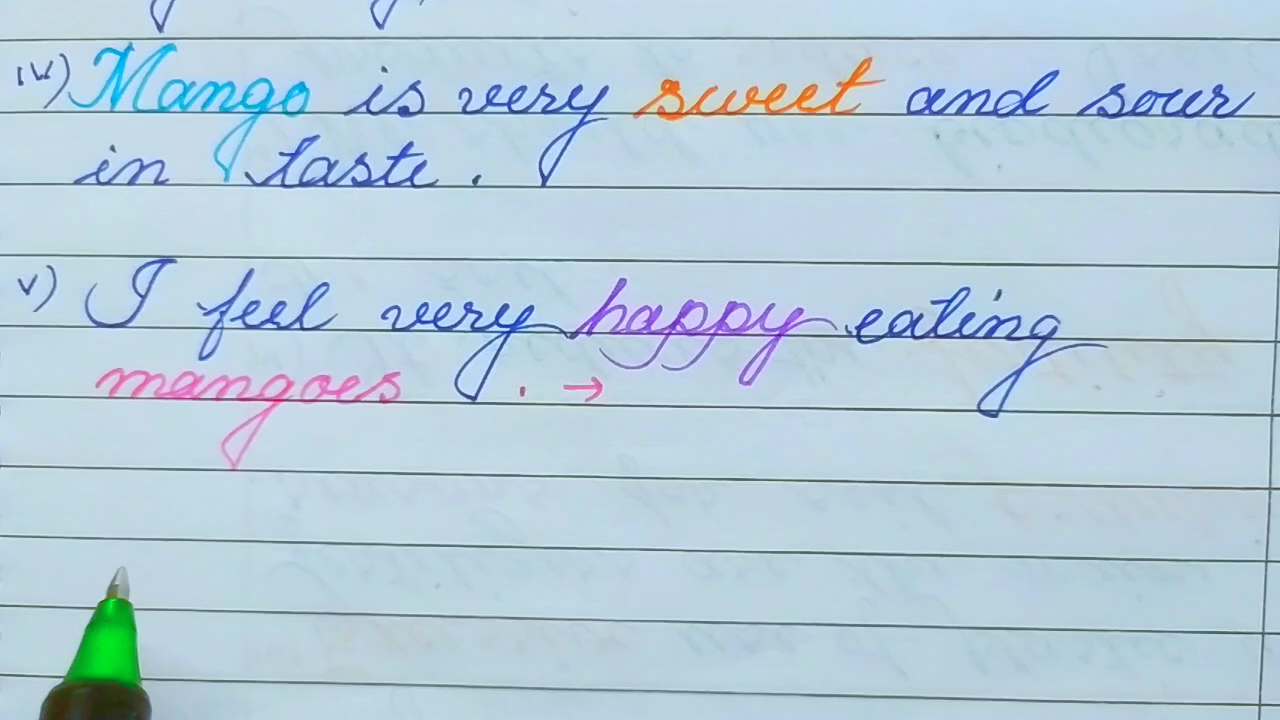 iv) Mango is very sweet and sour
in taste.
v) I feel very happy eating
mangoes . →